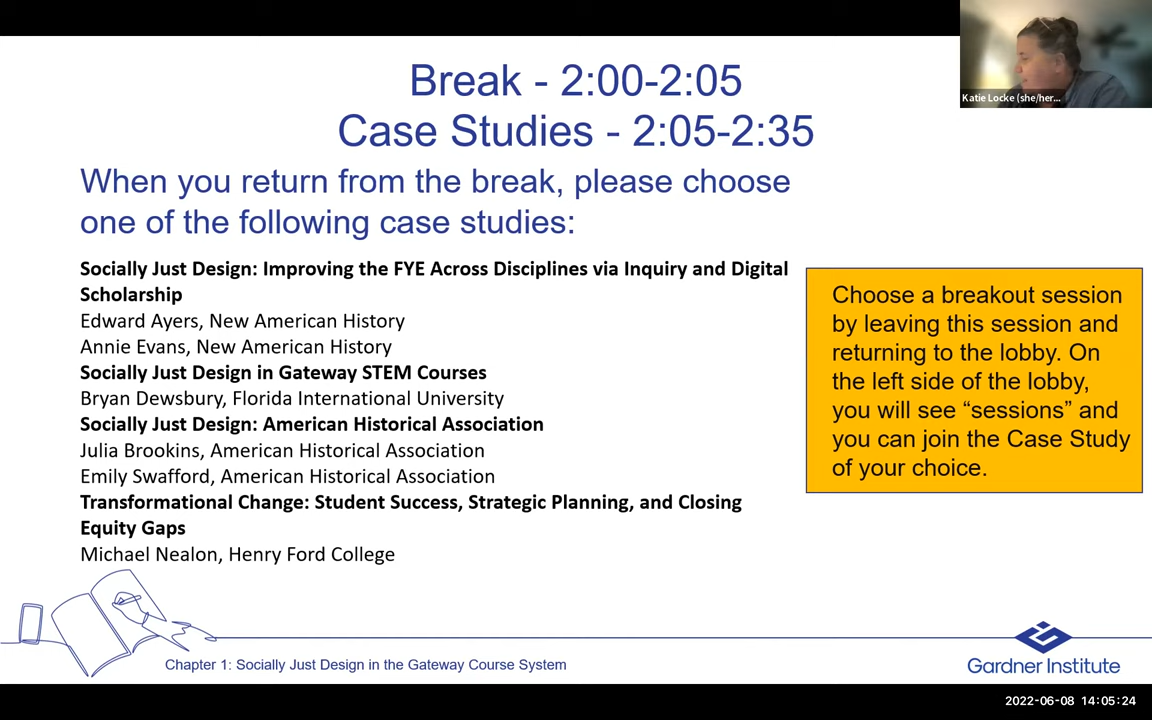 Katie Locke (she/her...
Break - 2:00-2:05
Case Studies - 2:05-2:35
When you return from the break, please choose
one of the following case studies:
Socially Just Design: Improving the FYE Across Disciplines via Inquiry and Digital
Scholarship
Edward Ayers, New American History
Annie Evans, New American History
Socially Just Design in Gateway STEM Courses
Bryan Dewsbury, Florida International University
Socially Just Design: American Historical Association
Julia Brookins, American Historical Association
Emily Swafford, American Historical Association
Transformational Change: Student Success, Strategic Planning, and Closing
Equity Gaps
Michael Nealon, Henry Ford College
Choose a breakout session
by leaving this session and
returning to the lobby. On
the left side of the lobby,
you will see “sessions” and
you can join the Case Study
of your choice.
Chapter 1: Socially Just Design in the Gateway Course System
Gardner Institute
2022-06-08 14:05:24